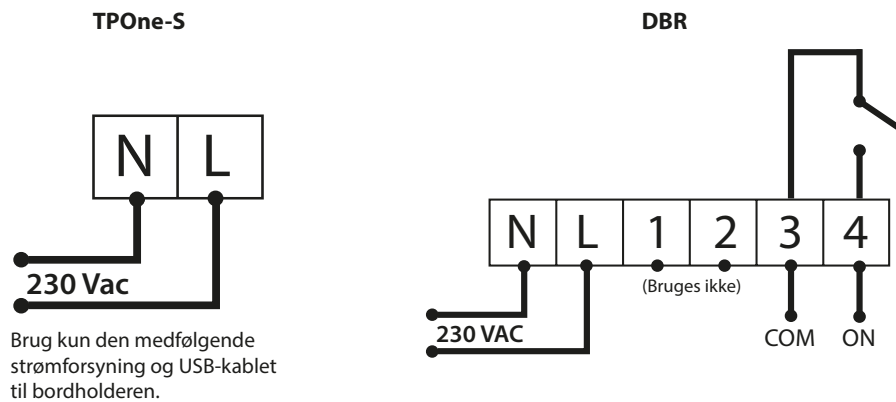 TPOne-S
N L
230 Vac
Brug kun den medfølgende
strømforsyning og USB-kablet
til bordholderen.
DBR
N L 1 2 3 4
(Bruges ikke)
230 VAC
COM ON